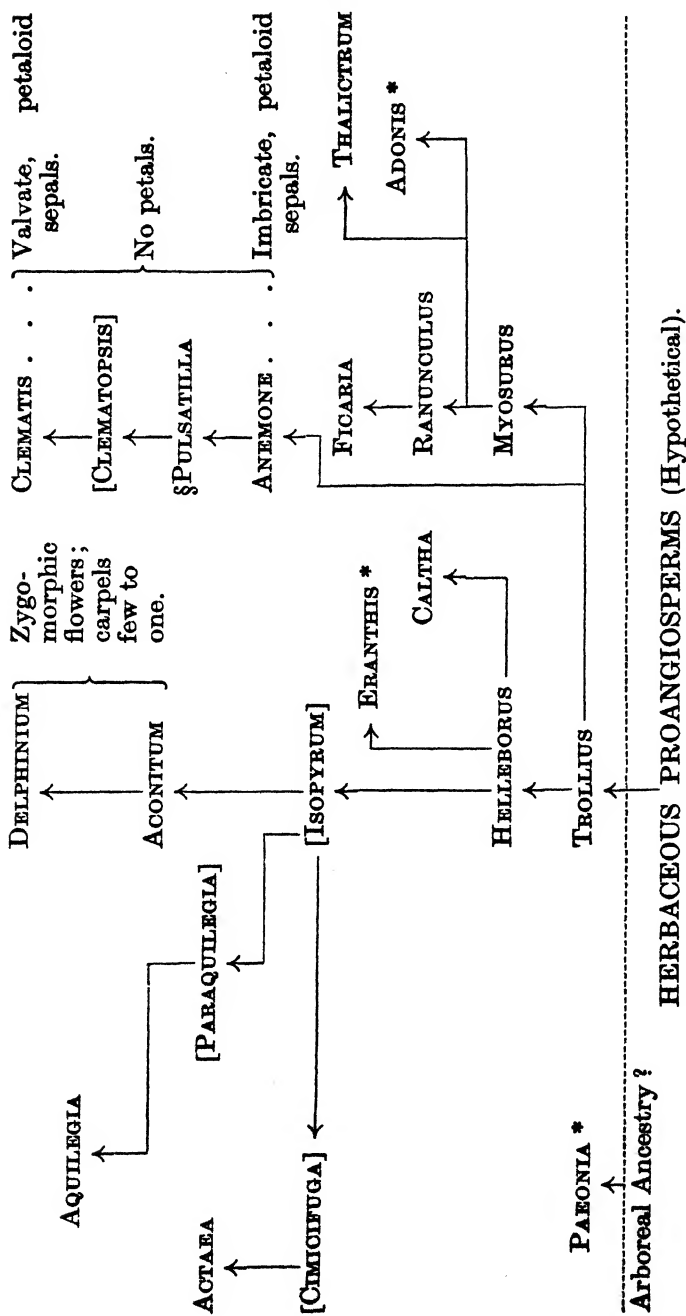 DELPHINIUM
ACONITUM
Zygo-
morphic
flowers;
carpels
few to
one.
CLEMATIS . . .
[CLEMATOPSIS]
§PULSATILLA
ANEMONE . . .
Valvate, petaloid
sepals.
No petals.
Imbricate, petaloid
sepals.
AQUILEGIA
[PARAQUILEGIA]
ACTAEA
[CIMICIFUGA]
[ISOPYRUM]
ERANTHIS *
CALTHA
HELLEBORUS
TROLLIUS
FICARIA
RANUNCULUS
MYOSURUS
THALICTRUM
ADONIS *
PAEONIA *
Arboreal Ancestry ?
HERBACEOUS PROANGIOSPERMS (Hypothetical).